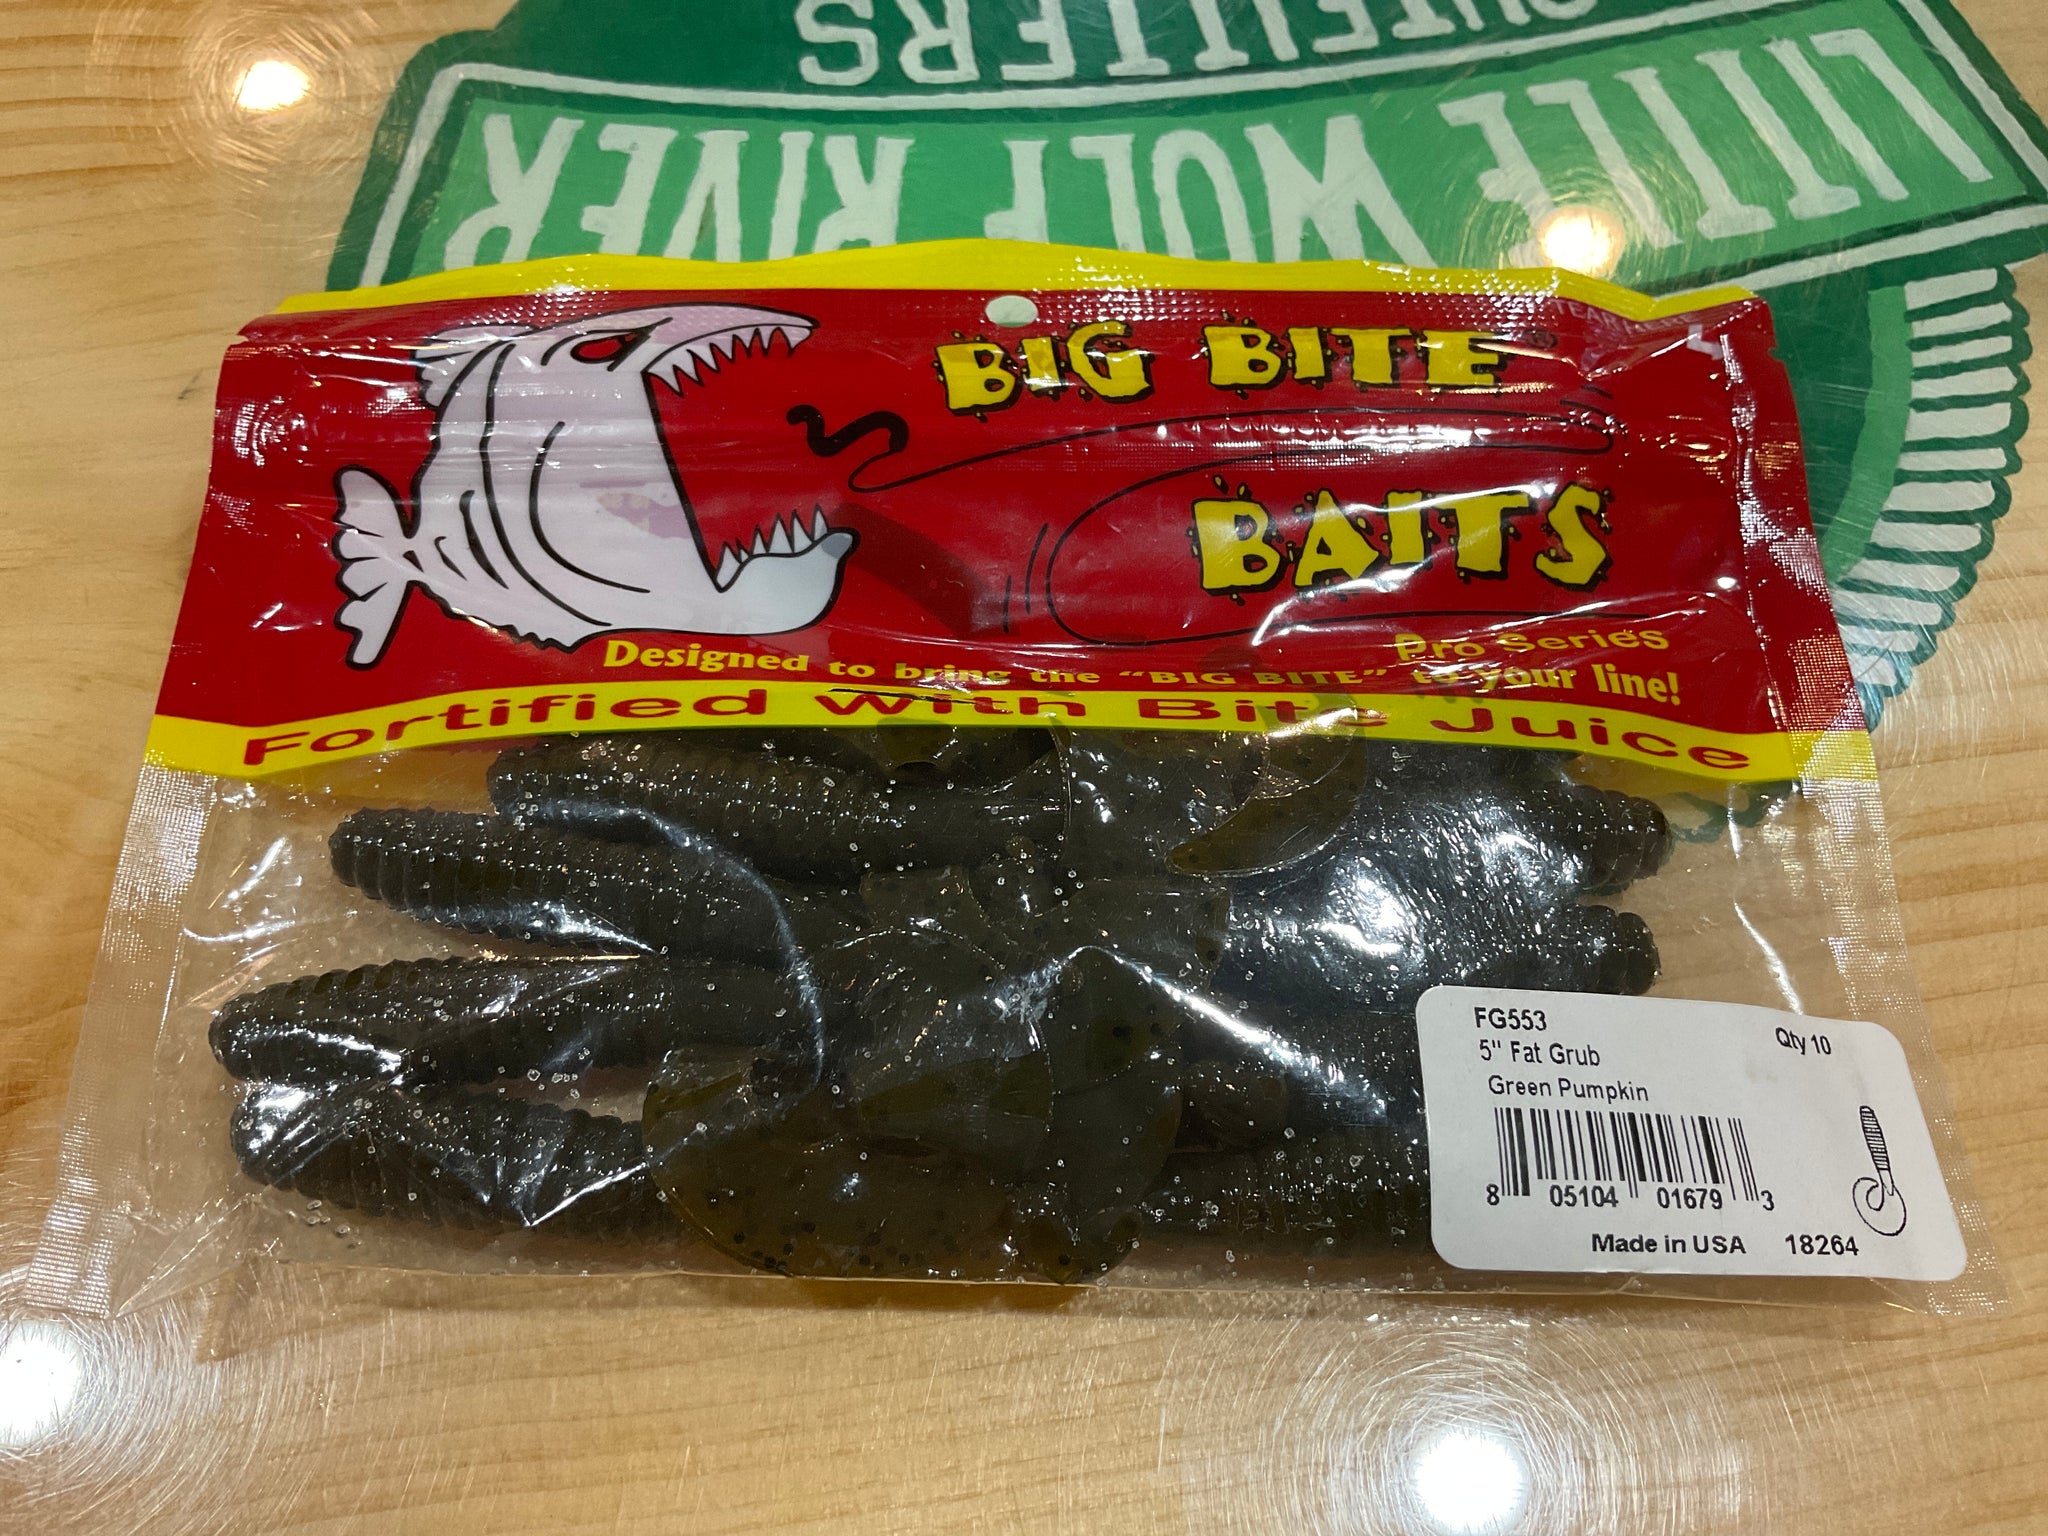 LITTLE WOLF RIVER
OUTFITTERS
BIG BITE®
BAITS
Pro Series
Designed to bring the "BIG BITE" to your line!
Fortified with Bite Juice
FG553
Qty 10
5" Fat Grub
Green Pumpkin
8 05104 01679 3
Made in USA 18264